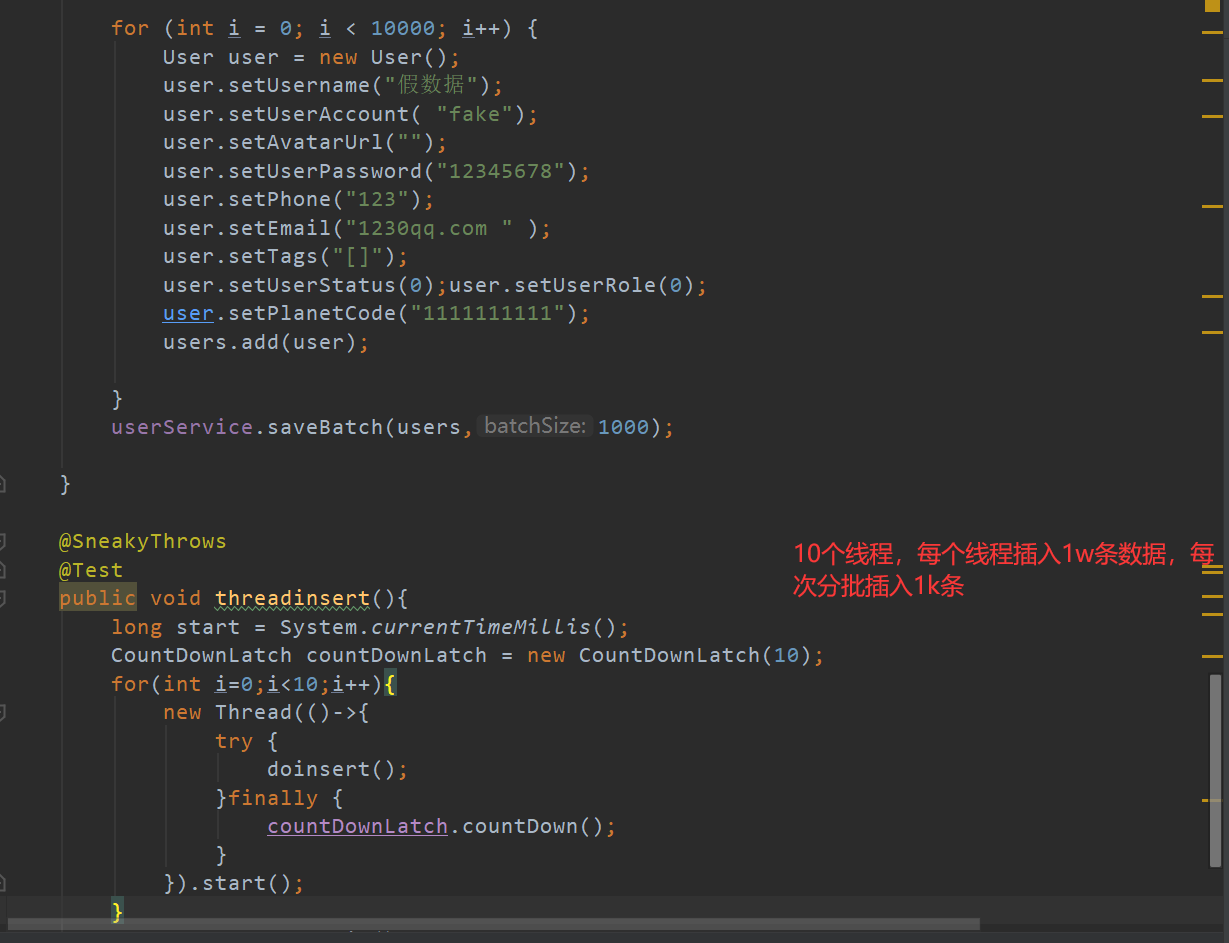 for (int i = 0; i < 10000; i++) {
User user = new User();
user.setUsername("假数据");
user.setUserAccount( "fake");
user.setAvatarUrl("");
user.setUserPassword("12345678");
user.setPhone("123");
user.setEmail("1230qq.com " );
user.setTags("[]");
user.setUserStatus(0);user.setUserRole(0);
user.setPlanetCode("1111111111");
users.add(user);
}
userService.saveBatch(users, batchSize: 1000);
}
@SneakyThrows
@Test
10个线程，每个线程插入1w条数据，每
次分批插入1k条
public void threadinsert(){
long start = System.currentTimeMillis();
CountDownLatch countDownLatch = new CountDownLatch(10);
for(int i=0;i<10;i++){
new Thread(()->{
try {
doinsert();
}finally {
countDownLatch.countDown();
}
}).start();
}